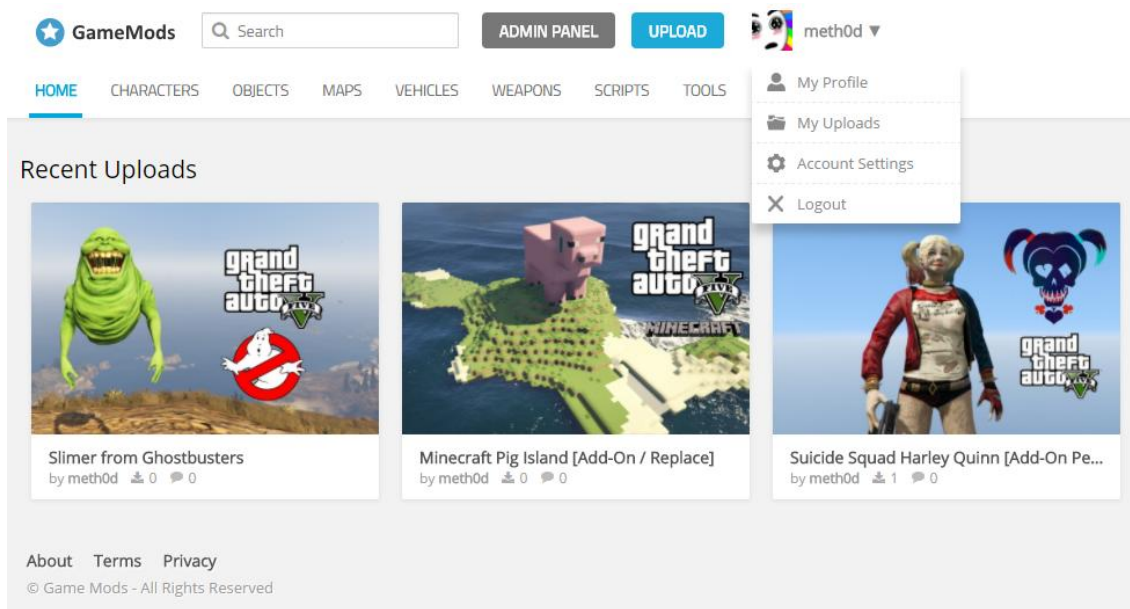 GameMods
Search
ADMIN PANEL
UPLOAD
meth0d ▼
HOME CHARACTERS OBJECTS MAPS VEHICLES WEAPONS SCRIPTS TOOLS
My Profile
My Uploads
Account Settings
Logout
Recent Uploads
grand
theft
auto
FIVE
Slimer from Ghostbusters
by meth0d 0 0
grand
theft
auto
FIVE
MINECRAFT
Minecraft Pig Island [Add-On / Replace]
by meth0d 0 0
grand
theft
auto
FIVE
Suicide Squad Harley Quinn [Add-On Pe...
by meth0d 1 0
About Terms Privacy
© Game Mods - All Rights Reserved